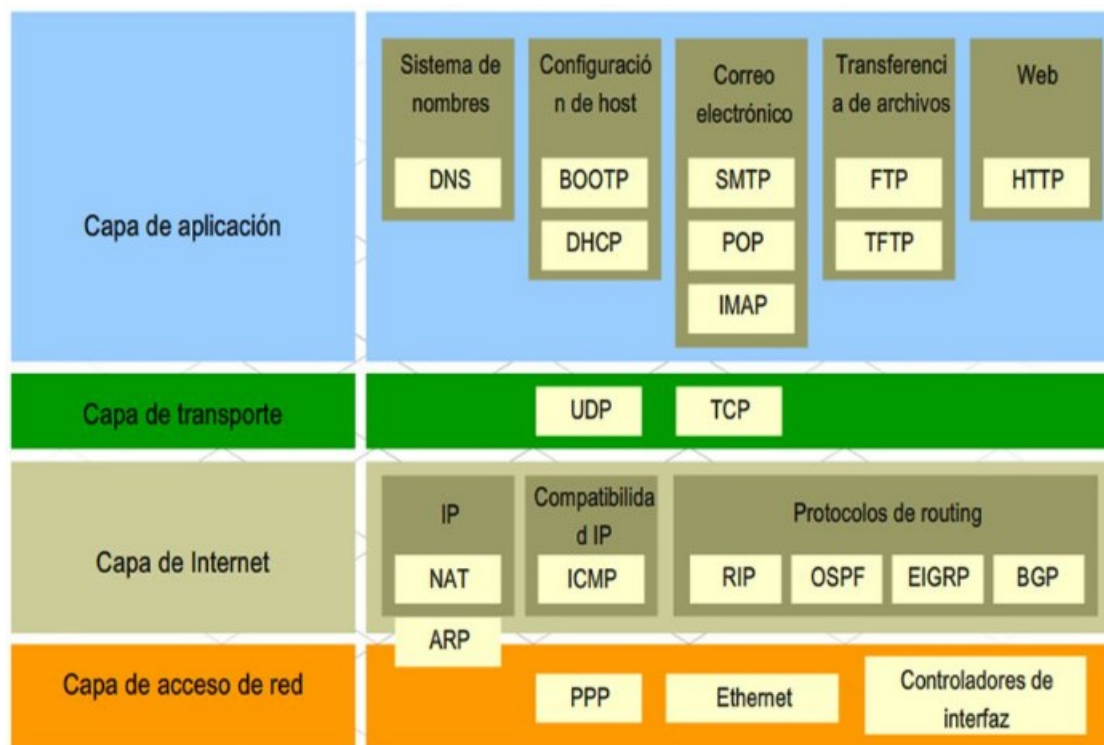 Capa de aplicación
Sistema de
nombres
DNS
Configuració
n de host
BOOTP
DHCP
Correo
electrónico
SMTP
POP
IMAP
Transferenci
a de archivos
FTP
TFTP
Web
HTTP
Capa de transporte
UDP
TCP
Capa de Internet
IP
NAT
ARP
Compatibilida
d IP
ICMP
Protocolos de routing
RIP
OSPF
EIGRP
BGP
Capa de acceso de red
PPP
Ethernet
Controladores de
interfaz